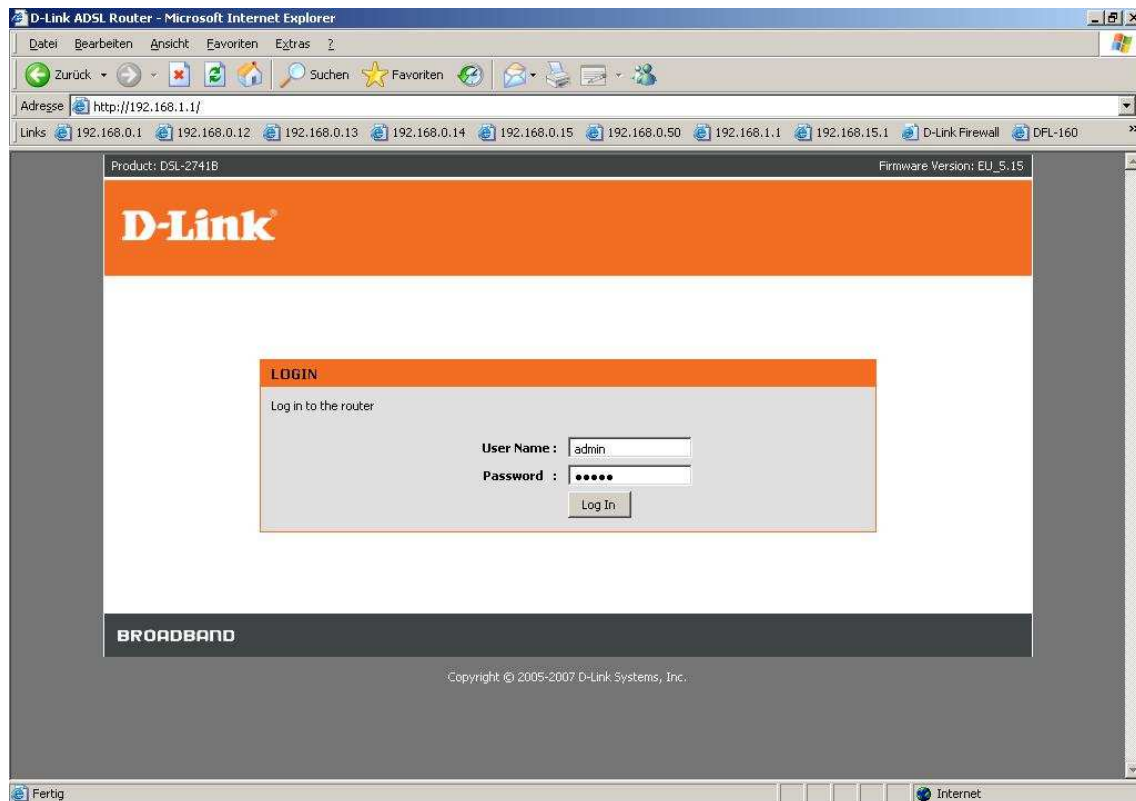 D-Link ADSL Router - Microsoft Internet Explorer
Datei Bearbeiten Ansicht Favoriten Extras ?
Zurück Suchen Favoriten
Adresse http://192.168.1.1/
Links 192.168.0.1 192.168.0.12 192.168.0.13 192.168.0.14 192.168.0.15 192.168.0.50 192.168.1.1 192.168.15.1 D-Link Firewall DFL-160 »
Product: DSL-2741B Firmware Version: EU_5.15
D-Link®
LOGIN
Log in to the router
User Name : admin
Password : •••••
Log In
BROADBAND
Copyright © 2005-2007 D-Link Systems, Inc.
Fertig Internet